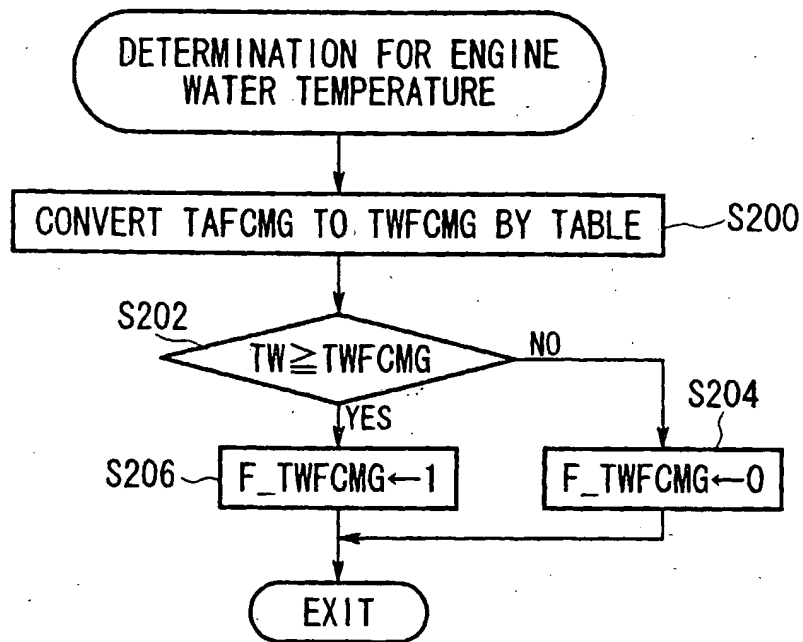 DETERMINATION FOR ENGINE
WATER TEMPERATURE
CONVERT TAFCMG TO TWFCMG BY TABLE
S200
S202
TW≧TWFCMG
NO
YES
S204
S206
F_TWFCMG←1
F_TWFCMG←0
EXIT